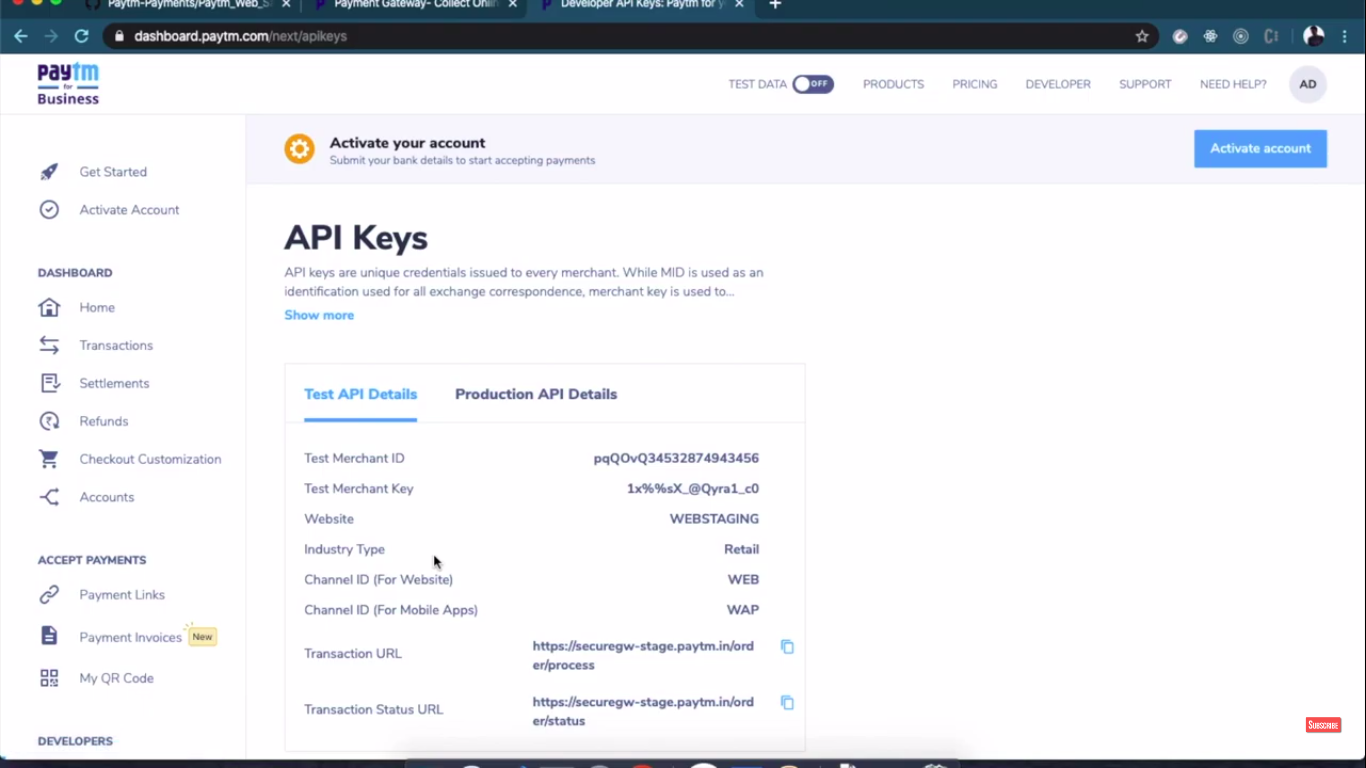 Paytm-Payments/Paytm_Web_S
Payment Gateway- Collect Onlin
Developer API Keys: Paytm for y
dashboard.paytm.com/next/apikeys
paytm
for
Business
TEST DATA OFF PRODUCTS PRICING DEVELOPER SUPPORT NEED HELP? AD
Activate your account
Submit your bank details to start accepting payments
Activate account
Get Started
Activate Account
DASHBOARD
Home
Transactions
Settlements
Refunds
Checkout Customization
Accounts
ACCEPT PAYMENTS
Payment Links
Payment Invoices New
My QR Code
DEVELOPERS
API Keys
API keys are unique credentials issued to every merchant. While MID is used as an
identification used for all exchange correspondence, merchant key is used to...
Show more
Test API Details Production API Details
Test Merchant ID pqQOvQ34532874943456
Test Merchant Key 1x%%sX_@Qyra1_c0
Website WEBSTAGING
Industry Type Retail
Channel ID (For Website) WEB
Channel ID (For Mobile Apps) WAP
Transaction URL https://securegw-stage.paytm.in/ord
er/process
Transaction Status URL https://securegw-stage.paytm.in/ord
er/status
SUBSCRIBE